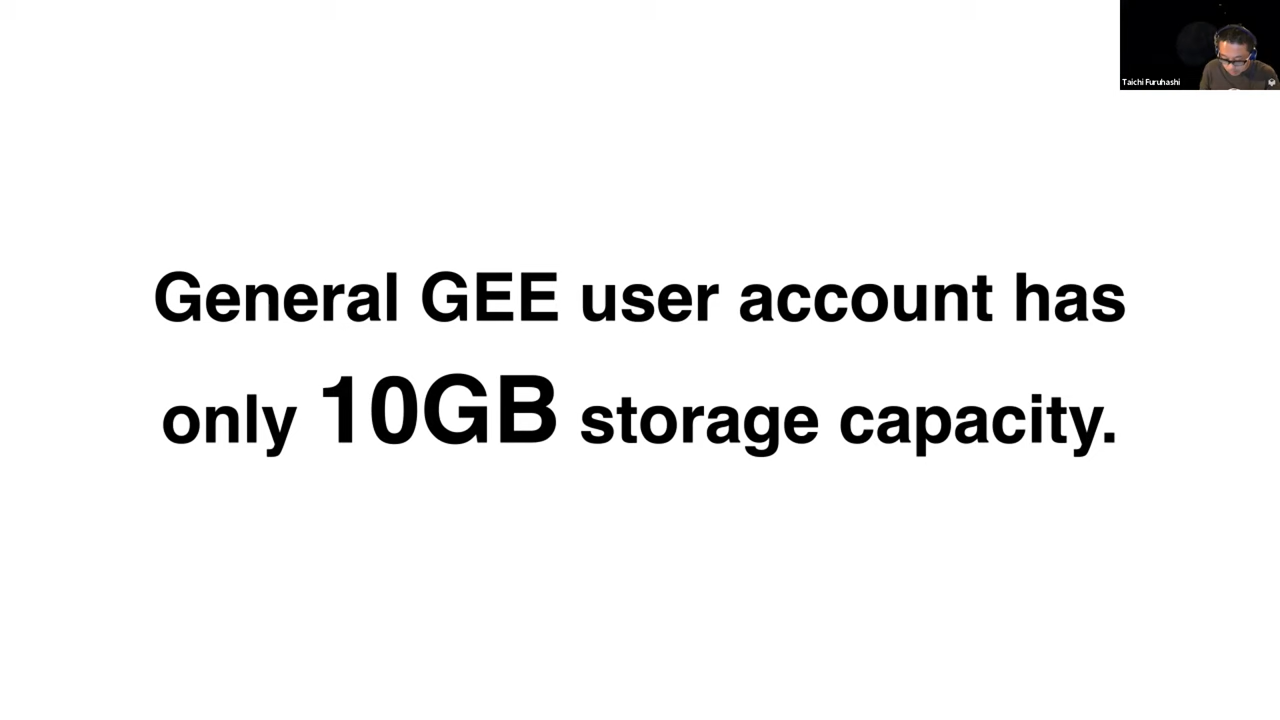 Taichi Furuhashi
General GEE user account has
only 10GB storage capacity.